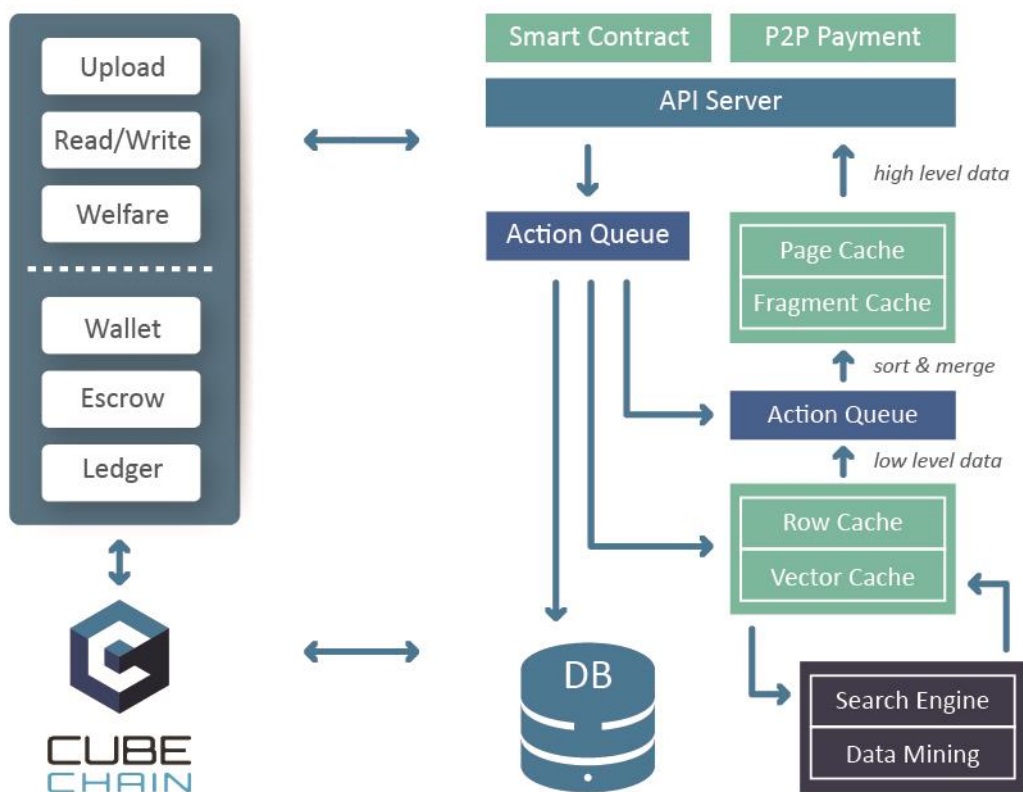 Upload
Read/Write
Welfare
Wallet
Escrow
Ledger
CUBE
CHAIN
Smart Contract
P2P Payment
API Server
high level data
Action Queue
Page Cache
Fragment Cache
sort & merge
Action Queue
low level data
Row Cache
Vector Cache
DB
Search Engine
Data Mining